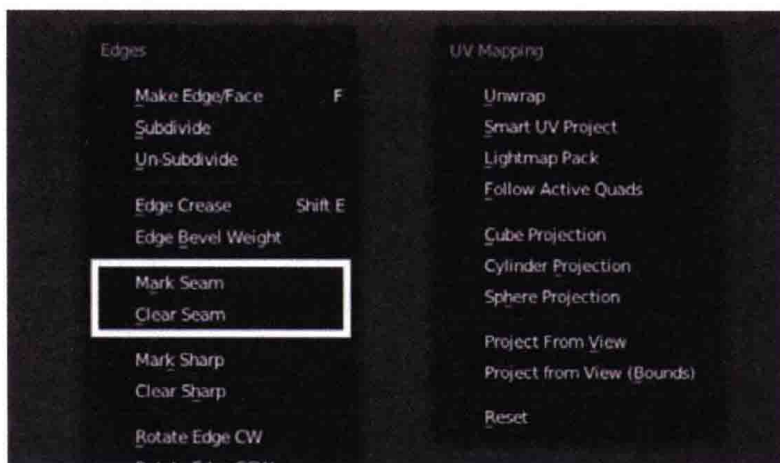 Edges
Make Edge/Face F
Subdivide
Un-Subdivide
Edge Crease Shift E
Edge Bevel Weight
Mark Seam
Clear Seam
Mark Sharp
Clear Sharp
Rotate Edge CW
UV Mapping
Unwrap
Smart UV Project
Lightmap Pack
Follow Active Quads
Cube Projection
Cylinder Projection
Sphere Projection
Project From View
Project from View (Bounds)
Reset